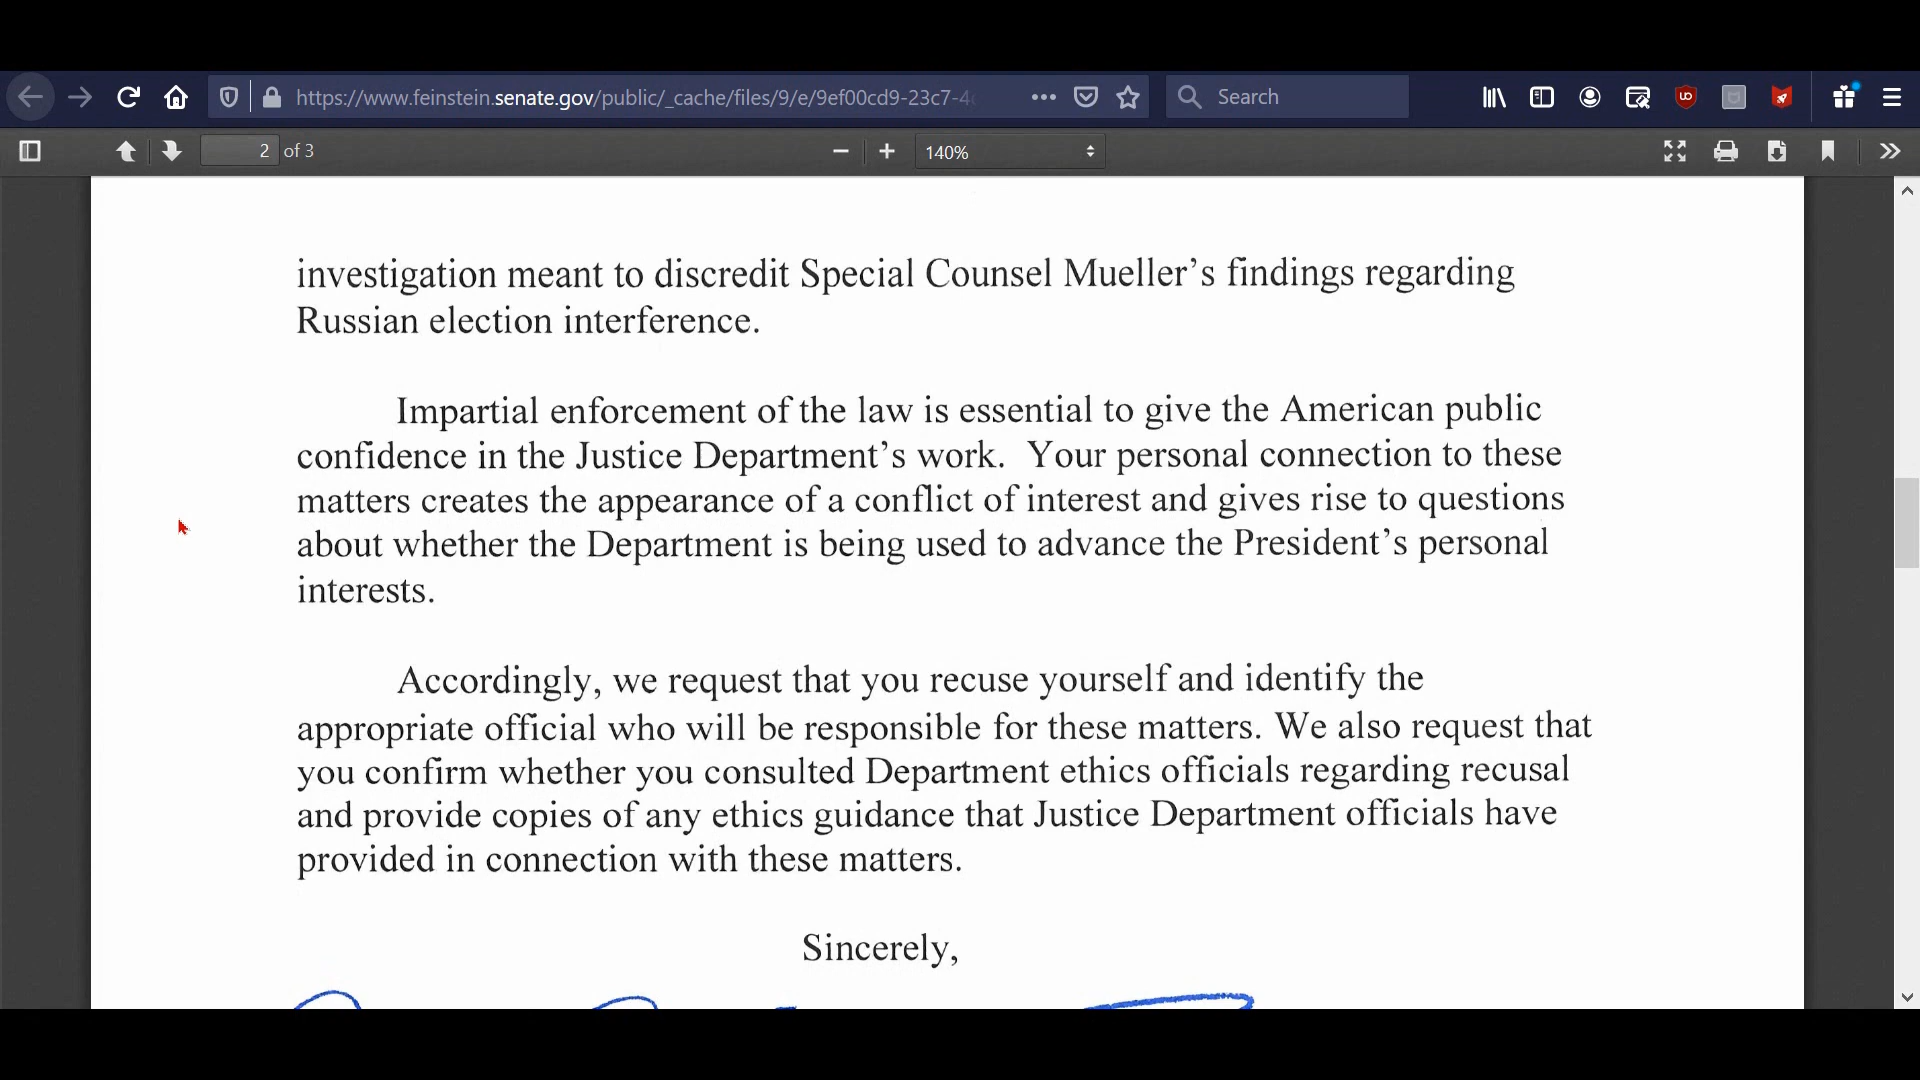 https://www.feinstein.senate.gov/public/_cache/files/9/e/9ef00cd9-23c7-4
Search
2 of 3
140%
investigation meant to discredit Special Counsel Mueller’s findings regarding
Russian election interference.
Impartial enforcement of the law is essential to give the American public
confidence in the Justice Department’s work. Your personal connection to these
matters creates the appearance of a conflict of interest and gives rise to questions
about whether the Department is being used to advance the President’s personal
interests.
Accordingly, we request that you recuse yourself and identify the
appropriate official who will be responsible for these matters. We also request that
you confirm whether you consulted Department ethics officials regarding recusal
and provide copies of any ethics guidance that Justice Department officials have
provided in connection with these matters.
Sincerely,